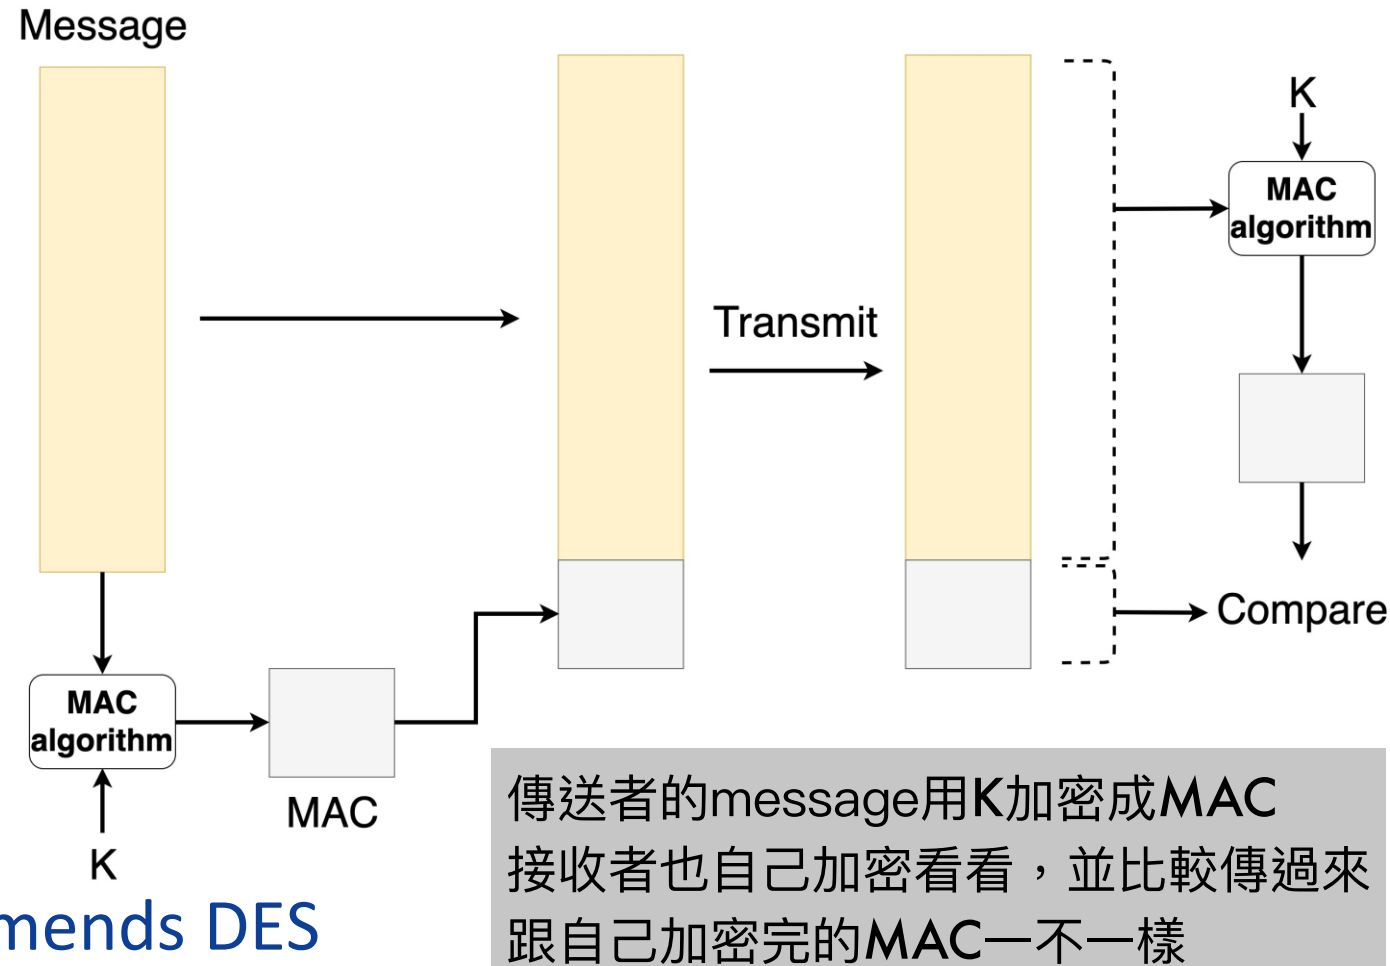 Message
K
MAC
algorithm
Transmit
Compare
MAC
algorithm
MAC
K
傳送者的message用K加密成MAC
接收者也自己加密看看，並比較傳過來
跟自己加密完的MAC一不一樣
mends DES